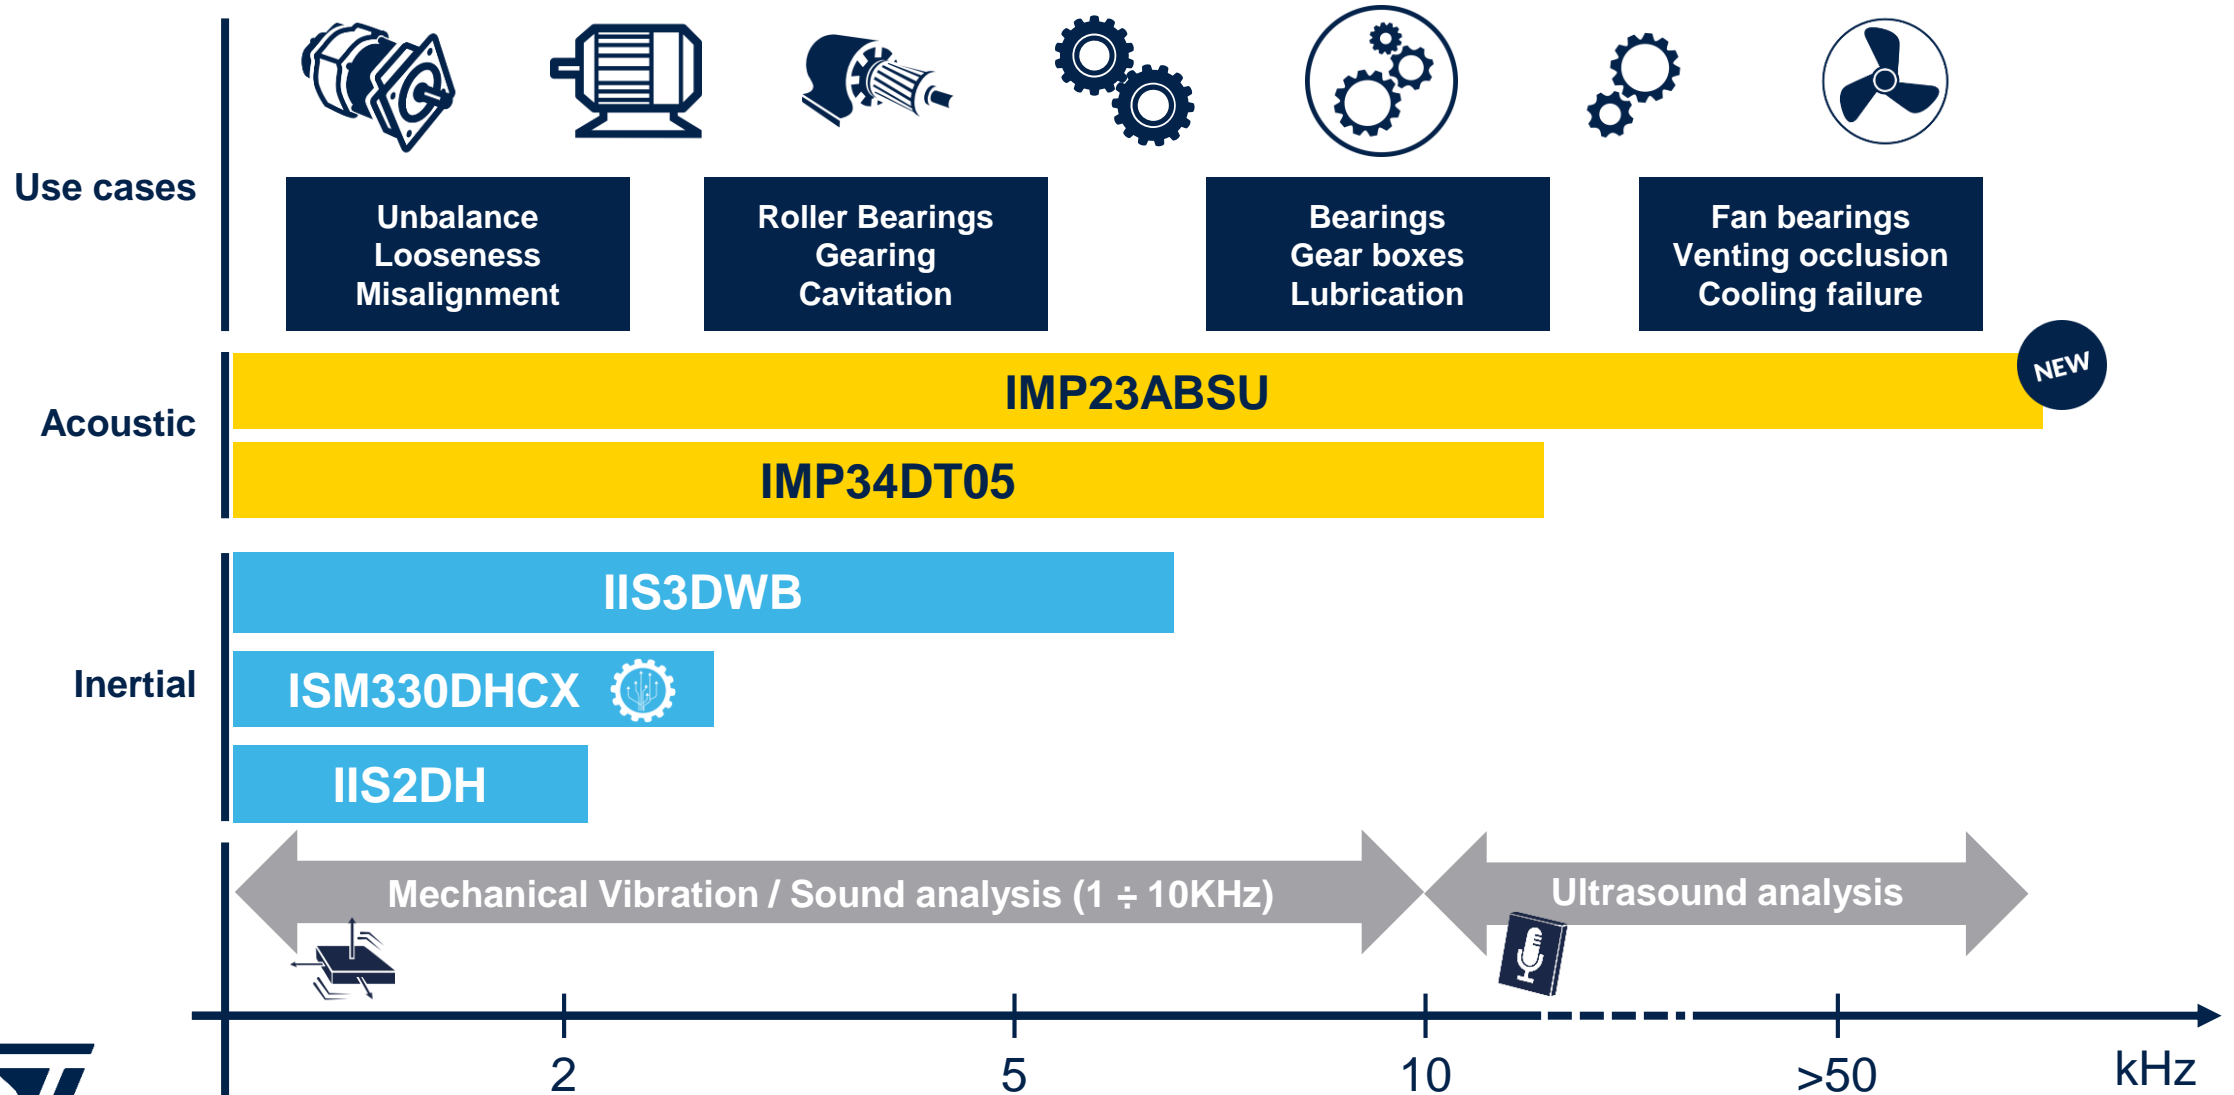 Use cases
Unbalance
Looseness
Misalignment
Roller Bearings
Gearing
Cavitation
Bearings
Gear boxes
Lubrication
Fan bearings
Venting occlusion
Cooling failure
Acoustic
IMP23ABSU
NEW
IMP34DT05
Inertial
IIS3DWB
ISM330DHCX
IIS2DH
Mechanical Vibration / Sound analysis (1 ÷ 10KHz)
Ultrasound analysis
2
5
10
>50
kHz